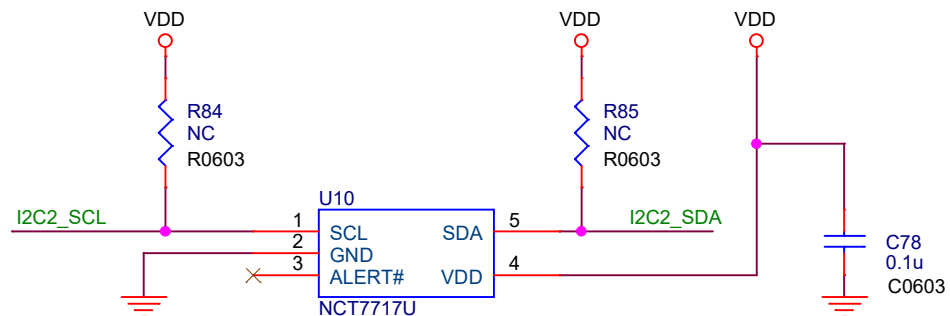 VDD
VDD
VDD
R84
NC
R0603
R85
NC
R0603
U10
I2C2_SCL
1
SCL
SDA
5
I2C2_SDA
2
GND
3
ALERT#
VDD
4
NCT7717U
C78
0.1u
C0603